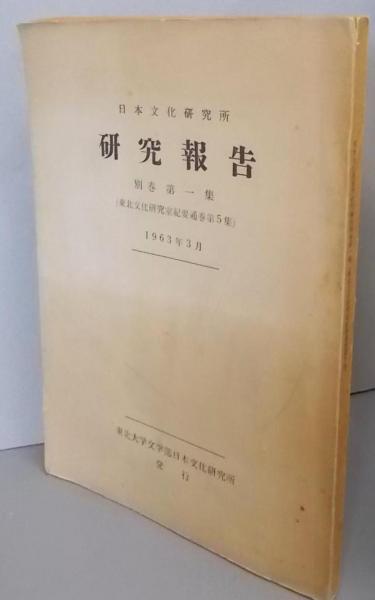 日本文化研究所
研究報告
別巻 第一集
(東北文化研究室紀要通巻第5集)
1963年3月
東北大学文学部日本文化研究所
発行